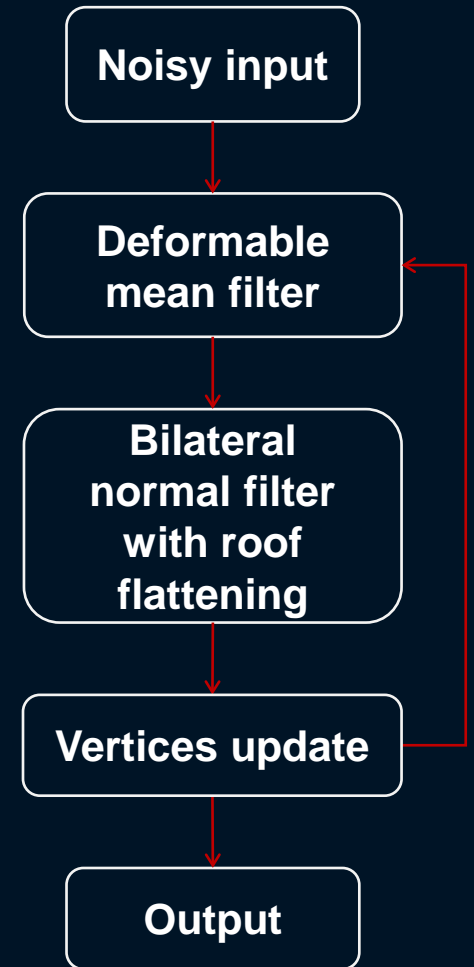 Noisy input
Deformable
mean filter
Bilateral
normal filter
with roof
flattening
Vertices update
Output